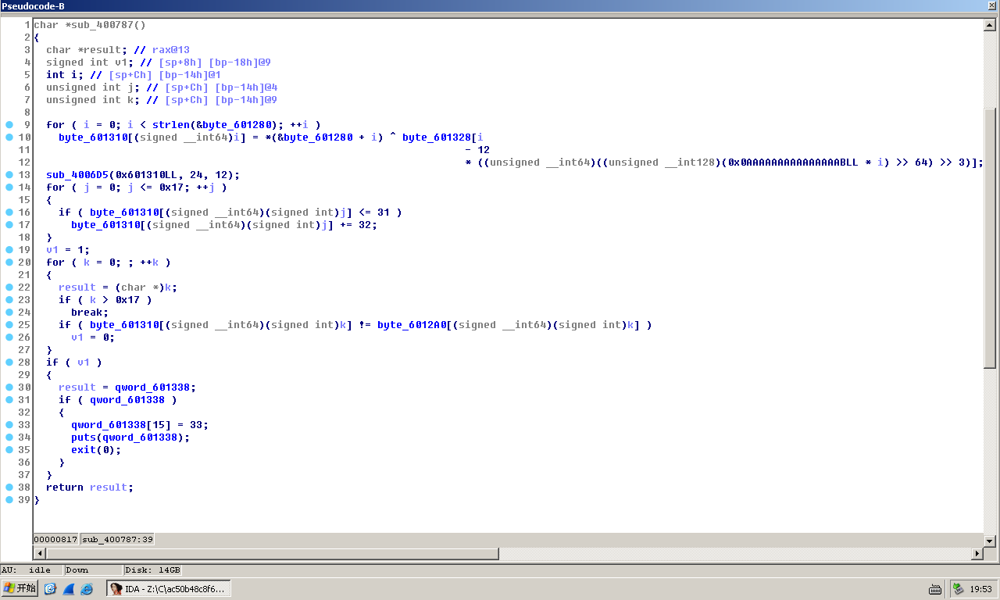 Pseudocode-B
1 char *sub_400787()
2 {
3   char *result; // rax@13
4   signed int v1; // [sp+8h] [bp-18h]@9
5   int i; // [sp+Ch] [bp-14h]@1
6   unsigned int j; // [sp+Ch] [bp-14h]@4
7   unsigned int k; // [sp+Ch] [bp-14h]@9
8
9   for ( i = 0; i < strlen(&byte_601280); ++i )
10     byte_601310[(signed __int64)i] = *(&byte_601280 + i) ^ byte_601328[i
11 - 12
12 * ((unsigned __int64)((unsigned __int128)(0x0AAAAAAAAAAAAAAABLL * i) >> 64) >> 3)];
13   sub_4006D5(0x601310LL, 24, 12);
14   for ( j = 0; j <= 0x17; ++j )
15   {
16     if ( byte_601310[(signed __int64)(signed int)j] <= 31 )
17       byte_601310[(signed __int64)(signed int)j] += 32;
18   }
19   v1 = 1;
20   for ( k = 0; ; ++k )
21   {
22     result = (char *)k;
23     if ( k > 0x17 )
24       break;
25     if ( byte_601310[(signed __int64)(signed int)k] != byte_6012A0[(signed __int64)(signed int)k] )
26       v1 = 0;
27   }
28   if ( v1 )
29   {
30     result = qword_601338;
31     if ( qword_601338 )
32     {
33       qword_601338[15] = 33;
34       puts(qword_601338);
35       exit(0);
36     }
37   }
38   return result;
39 }
00000817 sub_400787:39
AU: idle Down Disk: 14GB
开始 IDA - Z:\C\ac50b48c8f6... 19:53